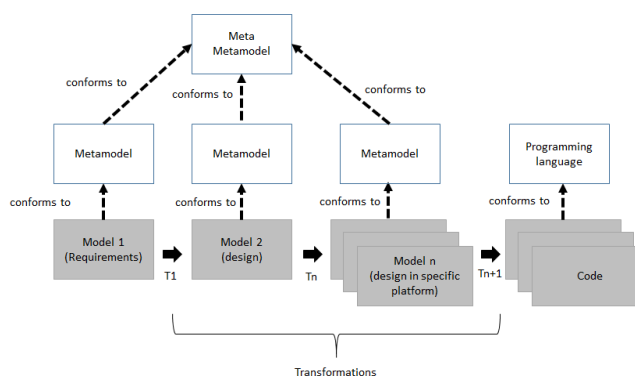 Meta
Metamodel
conforms to
conforms to
conforms to
Metamodel
Metamodel
Metamodel
Programming
language
conforms to
conforms to
conforms to
conforms to
Model 1
(Requirements)
T1
Model 2
(design)
Tn
Model n
(design in specific
platform)
Tn+1
Code
Transformations